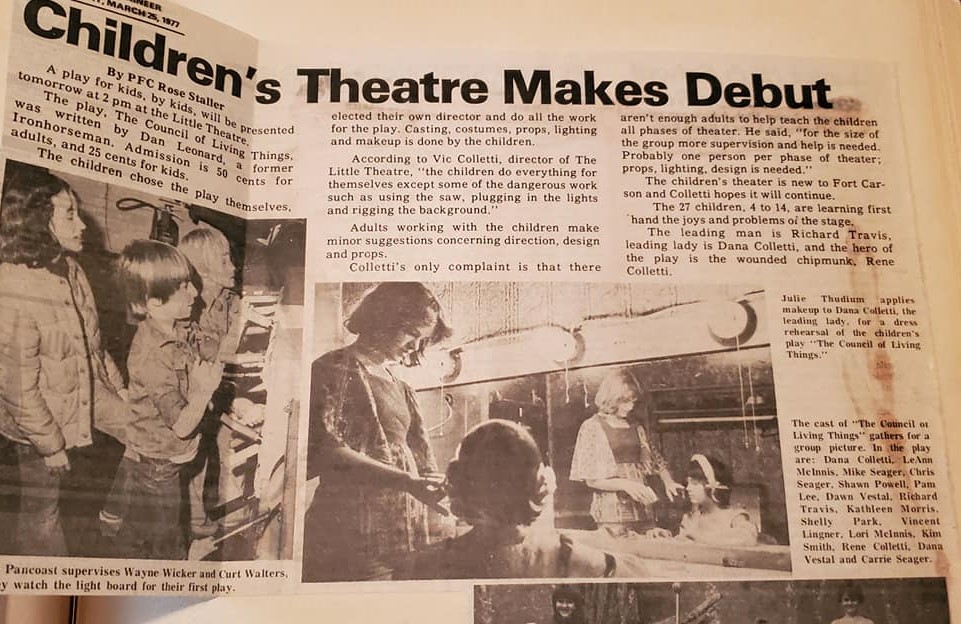 MARCH 25, 1977
Children's Theatre Makes Debut
By PFC Rose Staller
A play for kids, by kids, will be presented
tomorrow at 2 pm at the Little Theatre.
The play, The Council of Living Things,
was written by Dan Leonard, a former
Ironhorseman. Admission is 50 cents for
adults, and 25 cents for kids.
The children chose the play themselves,
elected their own director and do all the work
for the play. Casting, costumes, props, lighting
and makeup is done by the children.
According to Vic Colletti, director of The
Little Theatre, "the children do everything for
themselves except some of the dangerous work
such as using the saw, plugging in the lights
and rigging the background."
Adults working with the children make
minor suggestions concerning direction, design
and props.
Colletti's only complaint is that there
aren't enough adults to help teach the children
all phases of theater. He said, "for the size of
the group more supervision and help is needed.
Probably one person per phase of theater;
props, lighting, design is needed."
The children's theater is new to Fort Car-
son and Colletti hopes it will continue.
The 27 children, 4 to 14, are learning first
hand the joys and problems of the stage.
The leading man is Richard Travis,
leading lady is Dana Colletti, and the hero of
the play is the wounded chipmunk, Rene
Colletti.
Pancoast supervises Wayne Wicker and Curt Walters,
watch the light board for their first play.
Julie Thudium applies
makeup to Dana Colletti, the
leading lady, for a dress
rehearsal of the children's
play "The Council of Living
Things."
The cast of "The Council of
Living Things" gathers for a
group picture. In the play
are: Dana Colletti, LeAnn
McInnis, Mike Seager, Chris
Seager, Shawn Powell, Pam
Lee, Dawn Vestal, Richard
Travis, Kathleen Morris,
Shelly Park, Vincent
Lingner, Lori McInnis, Kim
Smith, Rene Colletti, Dana
Vestal and Carrie Seager.